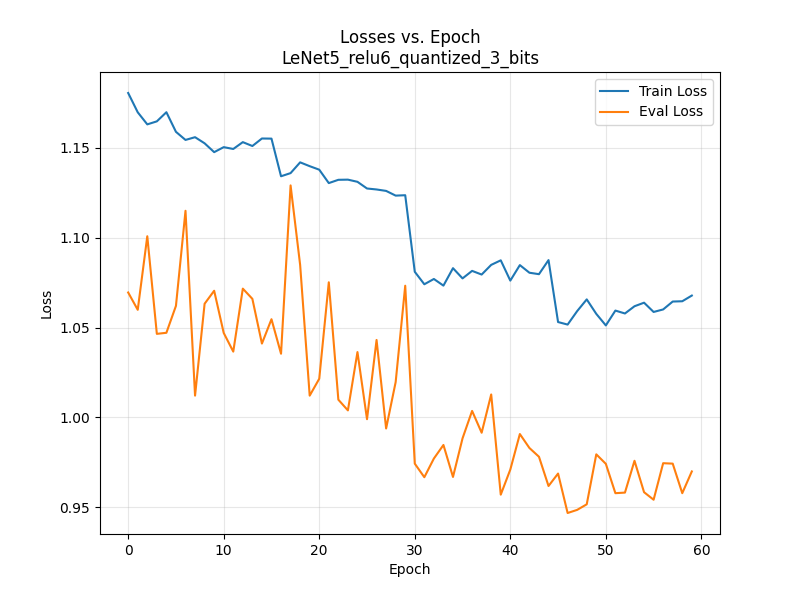 Losses vs. Epoch
LeNet5_relu6_quantized_3_bits
Train Loss
Eval Loss
1.15
1.10
1.05
1.00
0.95
Loss
0 10 20 30 40 50 60
Epoch